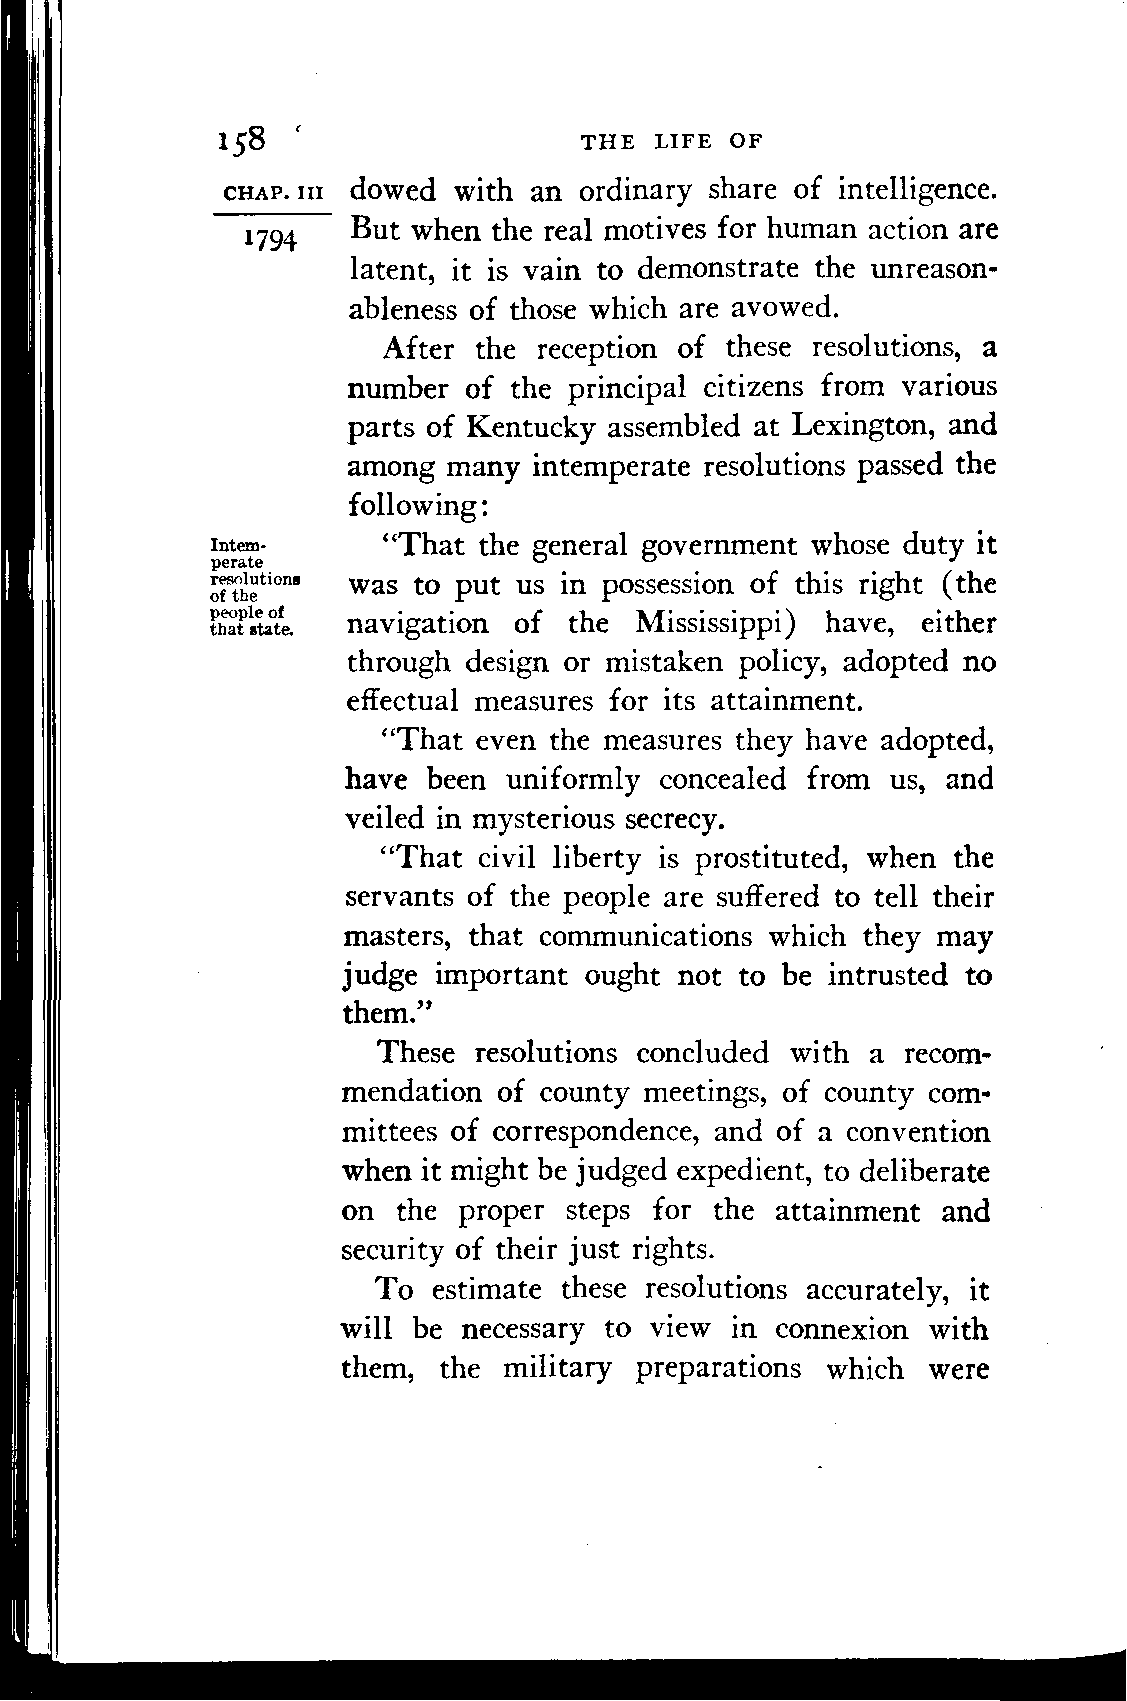 158 THE LIFE OF
CHAP. III
1794
dowed with an ordinary share of intelligence.
But when the real motives for human action are
latent, it is vain to demonstrate the unreason-
ableness of those which are avowed.
After the reception of these resolutions, a
number of the principal citizens from various
parts of Kentucky assembled at Lexington, and
among many intemperate resolutions passed the
following:
Intem-
perate
resolutions
of the
people of
that state.
"That the general government whose duty it
was to put us in possession of this right (the
navigation of the Mississippi) have, either
through design or mistaken policy, adopted no
effectual measures for its attainment.
"That even the measures they have adopted,
have been uniformly concealed from us, and
veiled in mysterious secrecy.
"That civil liberty is prostituted, when the
servants of the people are suffered to tell their
masters, that communications which they may
judge important ought not to be intrusted to
them."
These resolutions concluded with a recom-
mendation of county meetings, of county com-
mittees of correspondence, and of a convention
when it might be judged expedient, to deliberate
on the proper steps for the attainment and
security of their just rights.
To estimate these resolutions accurately, it
will be necessary to view in connexion with
them, the military preparations which were